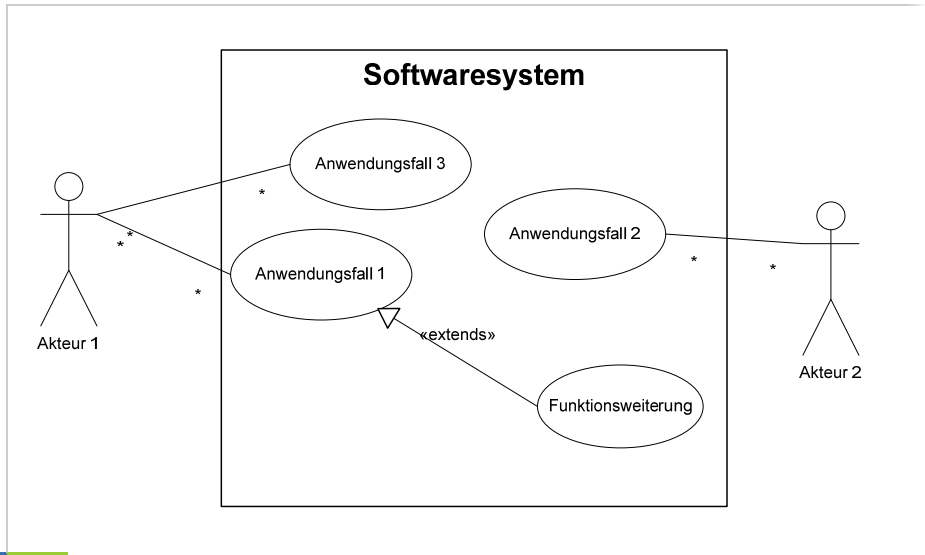 Softwaresystem
Anwendungsfall 3
*
Anwendungsfall 2
*
*
*
*
Anwendungsfall 1
*
*
«extends»
Akteur 1
Akteur 2
Funktionsweiterung